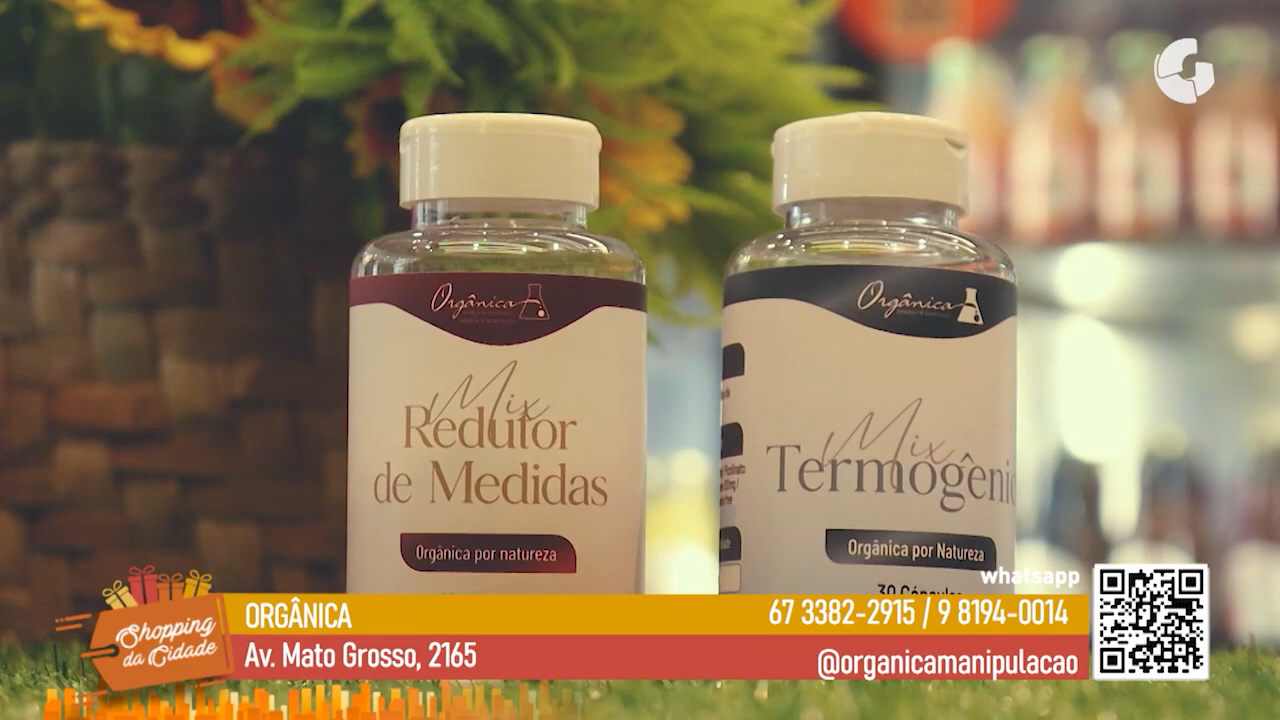 Orgânica
Mix
Redutor
de Medidas
Orgânica por natureza
Orgânica
Mix
Termogêni
Orgânica por Natureza
30 Cápsulas
whatsapp
Shopping
da Cidade
ORGÂNICA
67 3382-2915 / 9 8194-0014
Av. Mato Grosso, 2165
@organicamanipulacao